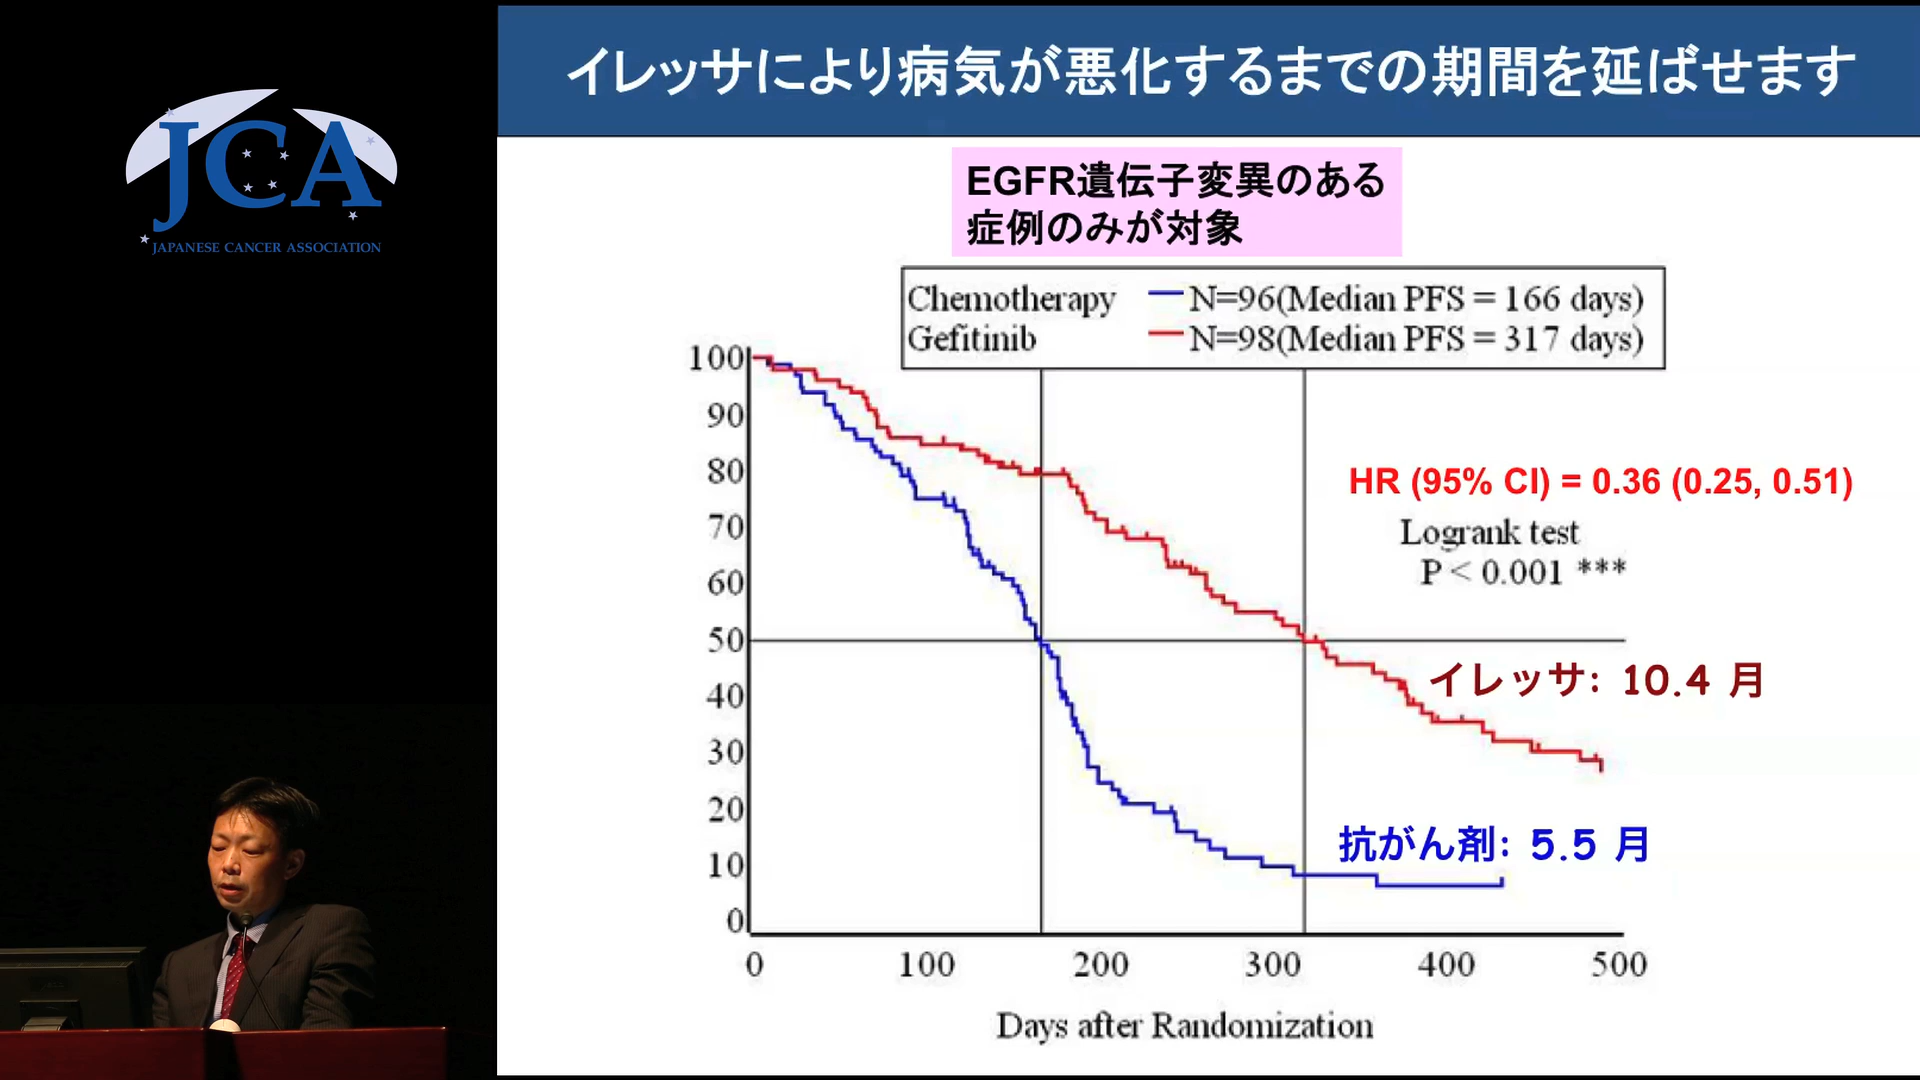 JCA
JAPANESE CANCER ASSOCIATION
イレッサにより病気が悪化するまでの期間を延ばせます
EGFR遺伝子変異のある
症例のみが対象
Chemotherapy N=96(Median PFS = 166 days)
Gefitinib N=98(Median PFS = 317 days)
100
90
80
70
60
50
40
30
20
10
0
HR (95% CI) = 0.36 (0.25, 0.51)
Logrank test
P < 0.001 ***
イレッサ: 10.4 月
抗がん剤: 5.5 月
0 100 200 300 400 500
Days after Randomization